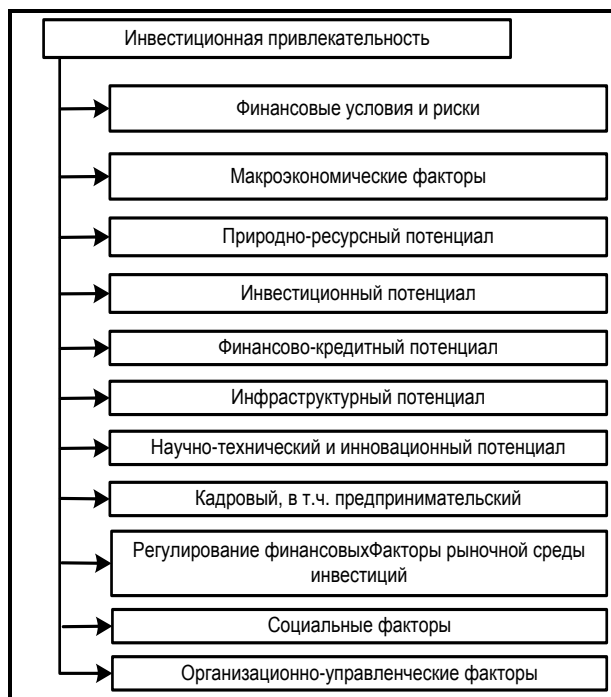 Инвестиционная привлекательность
Финансовые условия и риски
Макроэкономические факторы
Природно-ресурсный потенциал
Инвестиционный потенциал
Финансово-кредитный потенциал
Инфраструктурный потенциал
Научно-технический и инновационный потенциал
Кадровый, в т.ч. предпринимательский
Регулирование финансовыхФакторы рыночной среды
инвестиций
Социальные факторы
Организационно-управленческие факторы